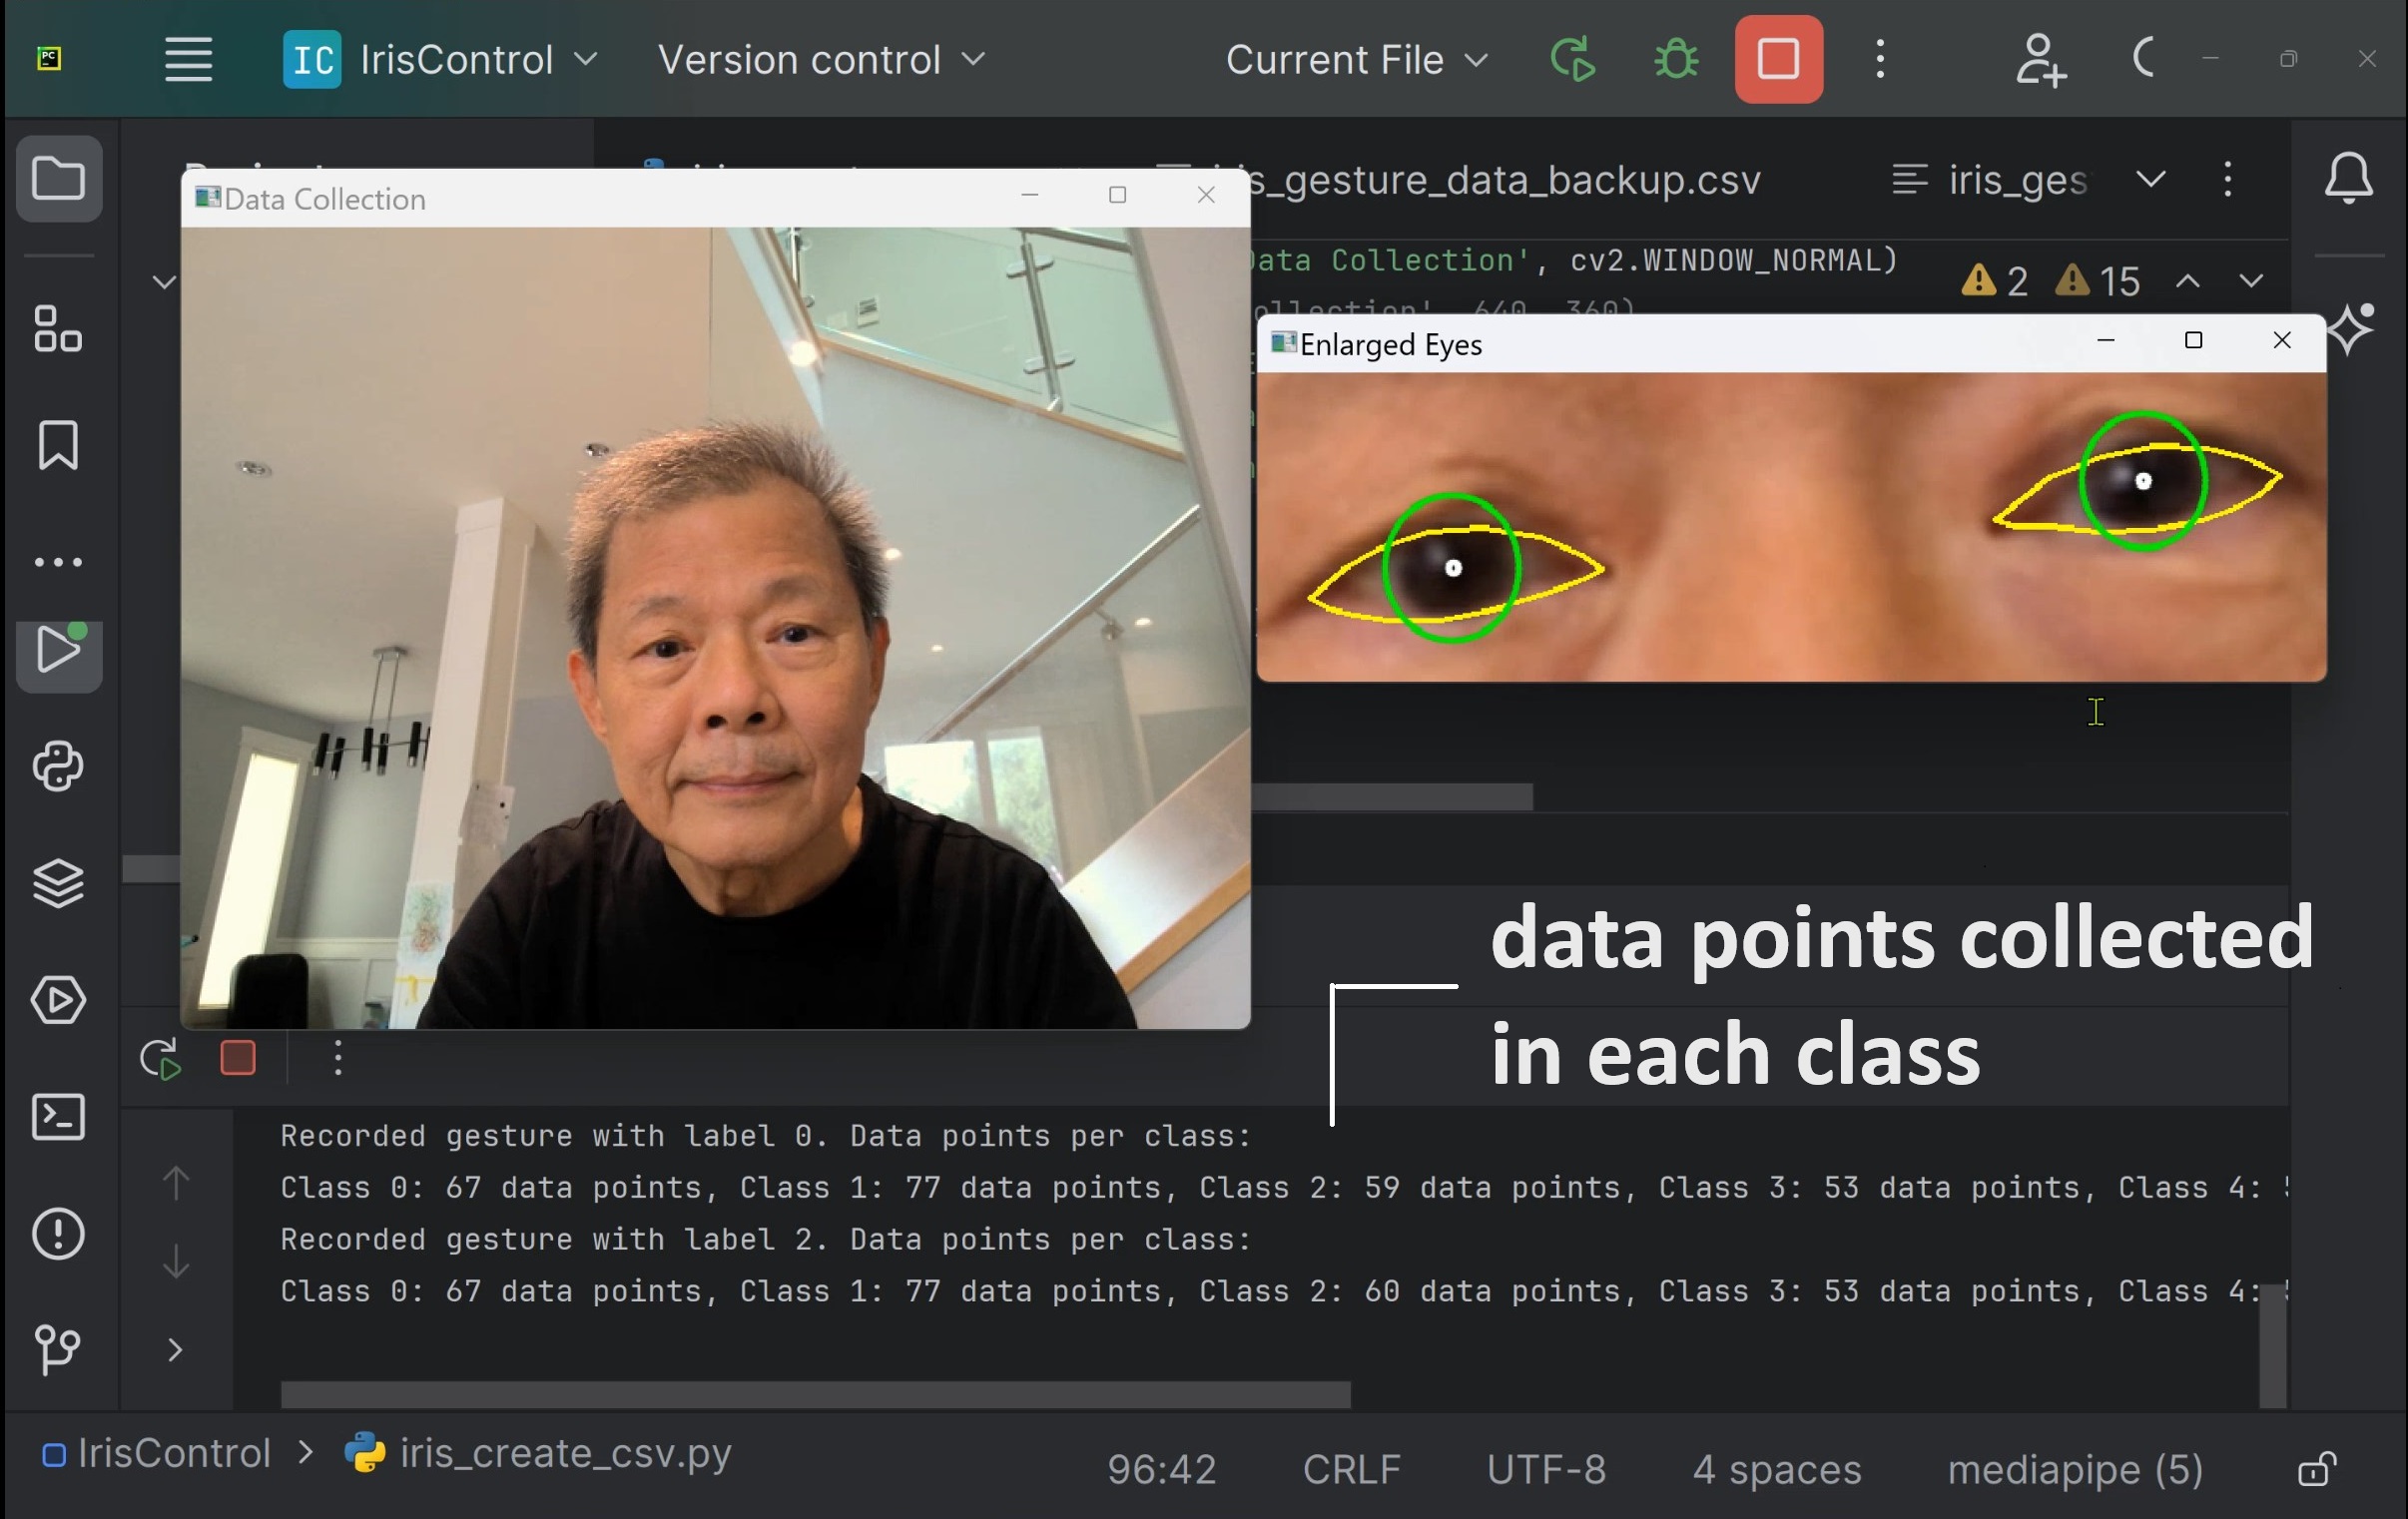 PC
IC IrisControl
Version control
Current File
Data Collection
s_gesture_data_backup.csv
iris_ges
ata Collection', cv2.WINDOW_NORMAL)
2 15
ollection', 640, 360)
Enlarged Eyes
data points collected
in each class
Recorded gesture with label 0. Data points per class:
Class 0: 67 data points, Class 1: 77 data points, Class 2: 59 data points, Class 3: 53 data points, Class 4:
Recorded gesture with label 2. Data points per class:
Class 0: 67 data points, Class 1: 77 data points, Class 2: 60 data points, Class 3: 53 data points, Class 4:
IrisControl > iris_create_csv.py
96:42 CRLF UTF-8 4 spaces mediapipe (5)